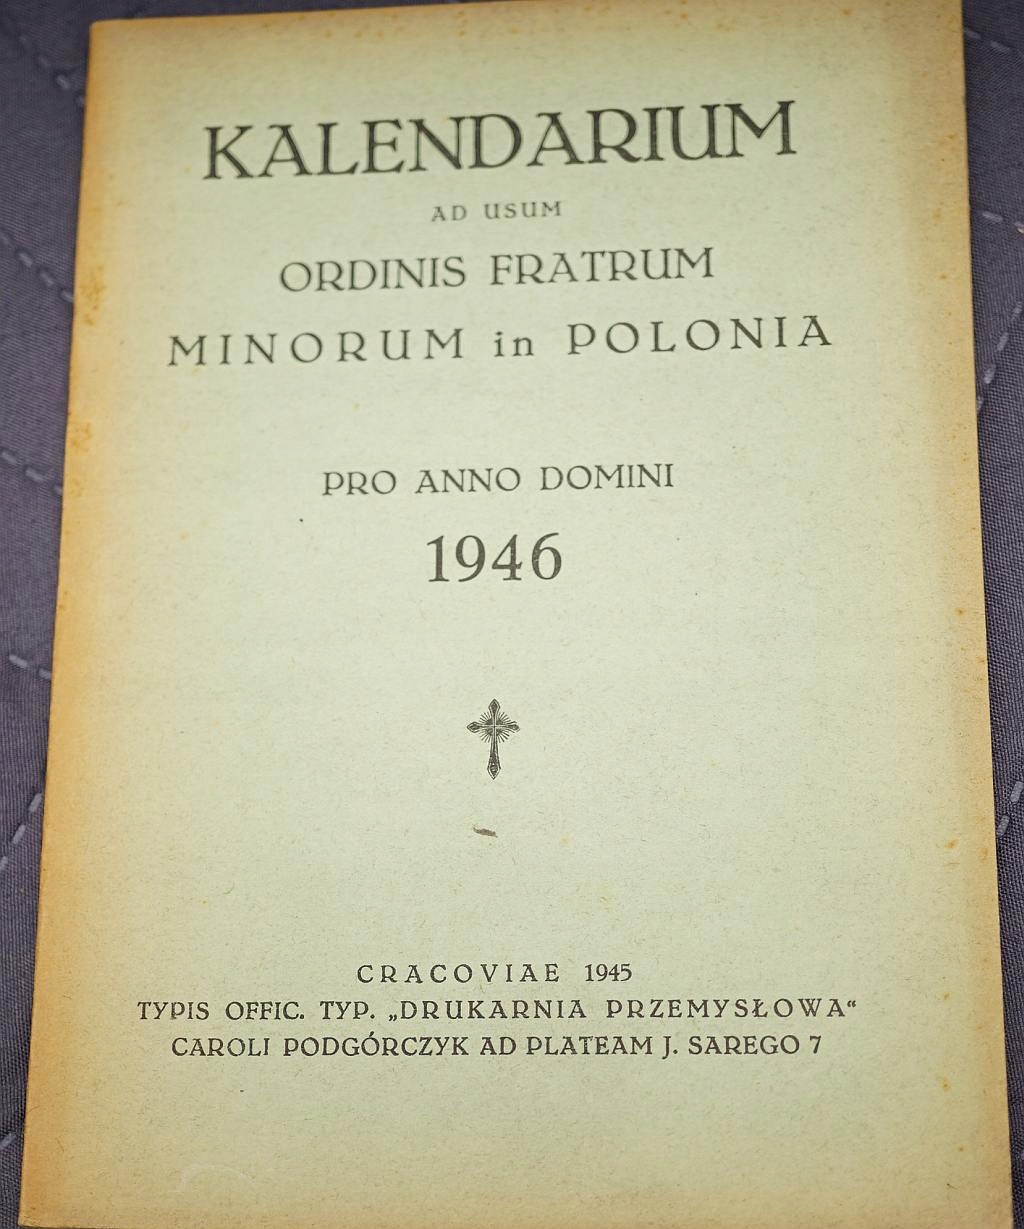 KALENDARIUM
AD USUM
ORDINIS FRATRUM
MINORUM in POLONIA
PRO ANNO DOMINI
1946
CRACOVIAE 1945
TYPIS OFFIC. TYP. „DRUKARNIA PRZEMYSŁOWA“
CAROLI PODGÓRCZYK AD PLATEAM J. SAREGO 7